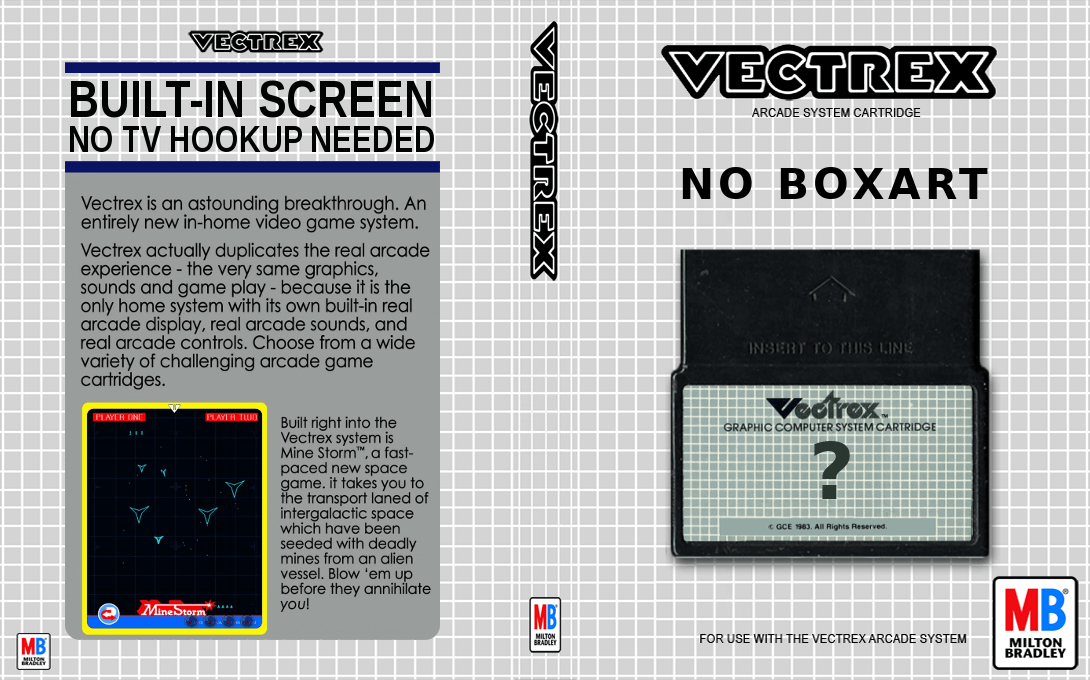 VECTREX
BUILT-IN SCREEN
NO TV HOOKUP NEEDED
Vectrex is an astounding breakthrough. An
entirely new in-home video game system.
Vectrex actually duplicates the real arcade
experience - the very same graphics,
sounds and game play - because it is the
only home system with its own built-in real
arcade display, real arcade sounds, and
real arcade controls. Choose from a wide
variety of challenging arcade game
cartridges.
PLAYER ONE
PLAYER TWO
MineStorm
Built right into the
Vectrex system is
Mine Storm™, a fast-
paced new space
game. it takes you to
the transport laned of
intergalactic space
which have been
seeded with deadly
mines from an alien
vessel. Blow ‘em up
before they annihilate
you!
MB
MILTON
BRADLEY
VECTREX
MB
MILTON
BRADLEY
VECTREX
ARCADE SYSTEM CARTRIDGE
NO BOXART
INSERT TO THIS LINE
Vectrex™
GRAPHIC COMPUTER SYSTEM CARTRIDGE
?
© GCE 1983. All Rights Reserved.
FOR USE WITH THE VECTREX ARCADE SYSTEM
MB®
MILTON
BRADLEY